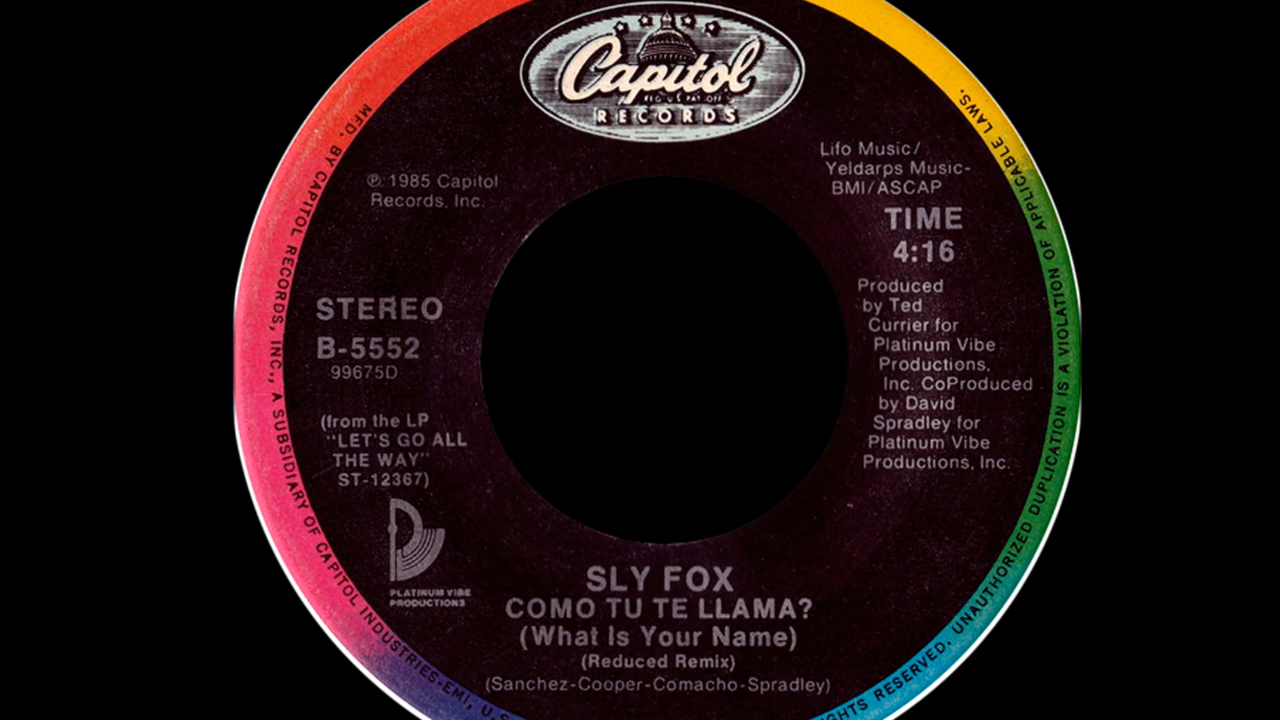 Capitol
REG. U.S. PAT. OFF.
RECORDS
MFD. BY CAPITOL RECORDS, INC., A SUBSIDIARY OF CAPITOL INDUSTRIES-EMI, U.S.
GHTS RESERVED. UNAUTHORIZED DUPLICATION IS A VIOLATION OF APPLICABLE LAWS.
℗ 1985 Capitol
Records, Inc.
Lifo Music/
Yeldarps Music-
BMI/ASCAP
TIME
4:16
STEREO
B-5552
99675D
(from the LP
"LET'S GO ALL
THE WAY"
ST-12367)
PLATINUM VIBE
PRODUCTIONS
Produced
by Ted
Currier for
Platinum Vibe
Productions,
Inc. CoProduced
by David
Spradley for
Platinum Vibe
Productions, Inc.
SLY FOX
COMO TU TE LLAMA?
(What Is Your Name)
(Reduced Remix)
(Sanchez-Cooper-Comacho-Spradley)